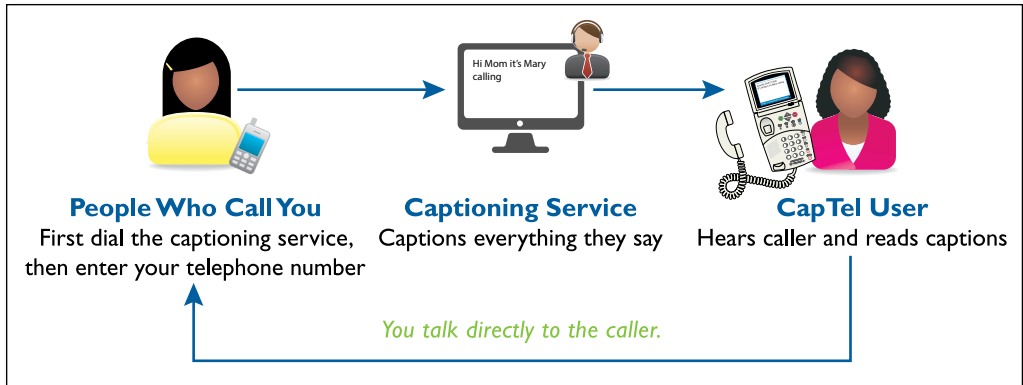 Hi Mom it's Mary
calling
People Who Call You
First dial the captioning service,
then enter your telephone number
Captioning Service
Captions everything they say
CapTel User
Hears caller and reads captions
You talk directly to the caller.